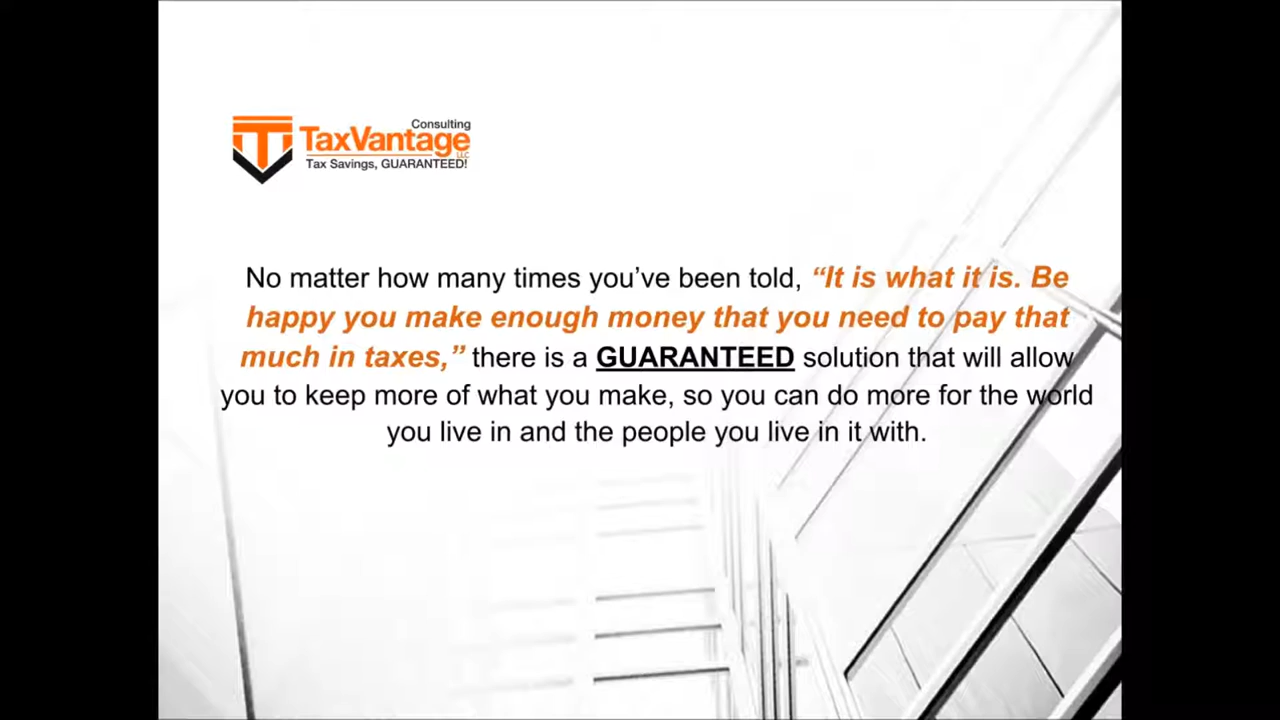 Consulting
TaxVantage
LLC
Tax Savings, GUARANTEED!
No matter how many times you’ve been told, “It is what it is. Be
happy you make enough money that you need to pay that
much in taxes,” there is a GUARANTEED solution that will allow
you to keep more of what you make, so you can do more for the world
you live in and the people you live in it with.